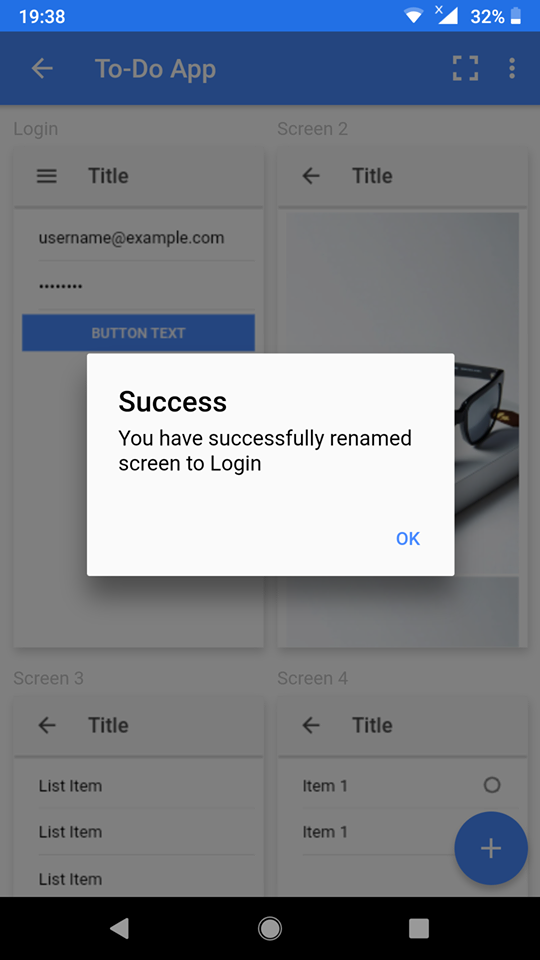 19:38
x
32%
To-Do App
Login
Screen 2
Title
Title
username@example.com
••••••••
BUTTON TEXT
Success
You have successfully renamed
screen to Login
OK
Screen 3
Screen 4
Title
Title
List Item
Item 1
List Item
Item 1
List Item